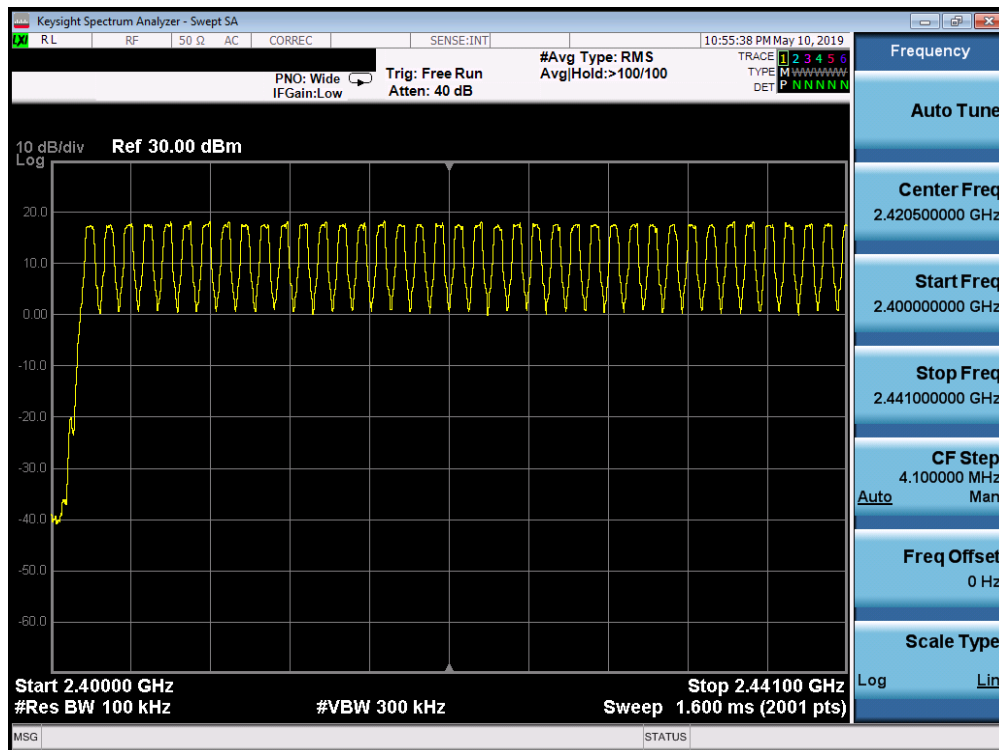 Keysight Spectrum Analyzer - Swept SA
LXI RL RF 50 Ω AC CORREC SENSE:INT 10:55:38 PM May 10, 2019
PNO: Wide
IFGain:Low
Trig: Free Run
Atten: 40 dB
#Avg Type: RMS
Avg|Hold:>100/100
TRACE 1 2 3 4 5 6
TYPE M WWWWW
DET P N N N N N
10 dB/div Ref 30.00 dBm
Log
20.0
10.0
0.00
-10.0
-20.0
-30.0
-40.0
-50.0
-60.0
Start 2.40000 GHz Stop 2.44100 GHz
#Res BW 100 kHz #VBW 300 kHz Sweep 1.600 ms (2001 pts)
MSG STATUS
Frequency
Auto Tune
Center Freq
2.420500000 GHz
Start Freq
2.400000000 GHz
Stop Freq
2.441000000 GHz
CF Step
4.100000 MHz
Auto Man
Freq Offset
0 Hz
Scale Type
Log Lin